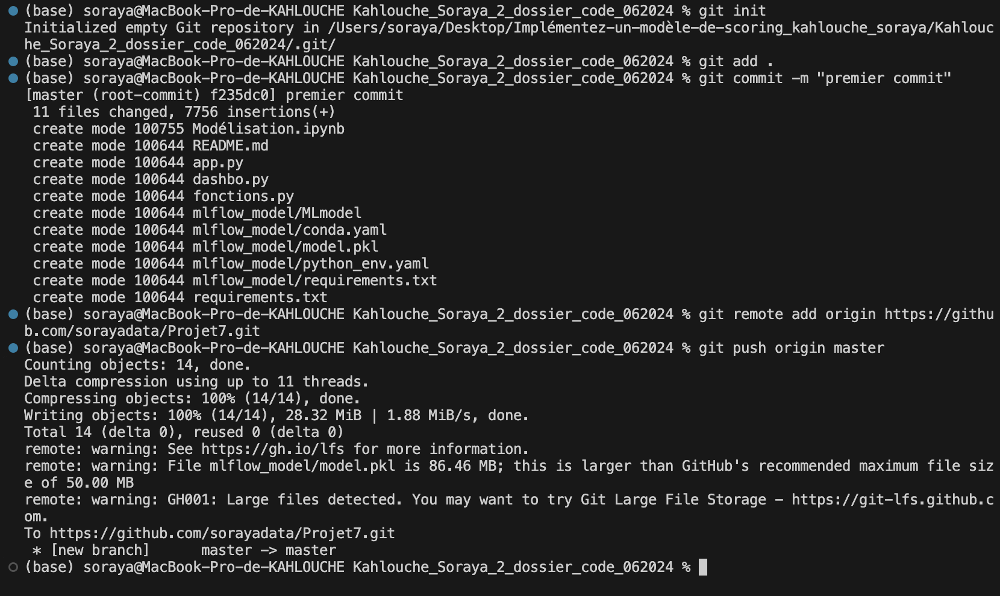 (base) soraya@MacBook-Pro-de-KAHLOUCHE Kahlouche_Soraya_2_dossier_code_062024 % git init
Initialized empty Git repository in /Users/soraya/Desktop/Implémentez-un-modèle-de-scoring_kahlouche_soraya/Kahlouc
he_Soraya_2_dossier_code_062024/.git/
(base) soraya@MacBook-Pro-de-KAHLOUCHE Kahlouche_Soraya_2_dossier_code_062024 % git add .
(base) soraya@MacBook-Pro-de-KAHLOUCHE Kahlouche_Soraya_2_dossier_code_062024 % git commit -m "premier commit"
[master (root-commit) f235dc0] premier commit
 11 files changed, 7756 insertions(+)
 create mode 100755 Modélisation.ipynb
 create mode 100644 README.md
 create mode 100644 app.py
 create mode 100644 dashbo.py
 create mode 100644 fonctions.py
 create mode 100644 mlflow_model/MLmodel
 create mode 100644 mlflow_model/conda.yaml
 create mode 100644 mlflow_model/model.pkl
 create mode 100644 mlflow_model/python_env.yaml
 create mode 100644 mlflow_model/requirements.txt
 create mode 100644 requirements.txt
(base) soraya@MacBook-Pro-de-KAHLOUCHE Kahlouche_Soraya_2_dossier_code_062024 % git remote add origin https://githu
b.com/sorayadata/Projet7.git
(base) soraya@MacBook-Pro-de-KAHLOUCHE Kahlouche_Soraya_2_dossier_code_062024 % git push origin master
Counting objects: 14, done.
Delta compression using up to 11 threads.
Compressing objects: 100% (14/14), done.
Writing objects: 100% (14/14), 28.32 MiB | 1.88 MiB/s, done.
Total 14 (delta 0), reused 0 (delta 0)
remote: warning: See https://gh.io/lfs for more information.
remote: warning: File mlflow_model/model.pkl is 86.46 MB; this is larger than GitHub's recommended maximum file siz
e of 50.00 MB
remote: warning: GH001: Large files detected. You may want to try Git Large File Storage - https://git-lfs.github.c
om.
To https://github.com/sorayadata/Projet7.git
 * [new branch]      master -> master
(base) soraya@MacBook-Pro-de-KAHLOUCHE Kahlouche_Soraya_2_dossier_code_062024 %